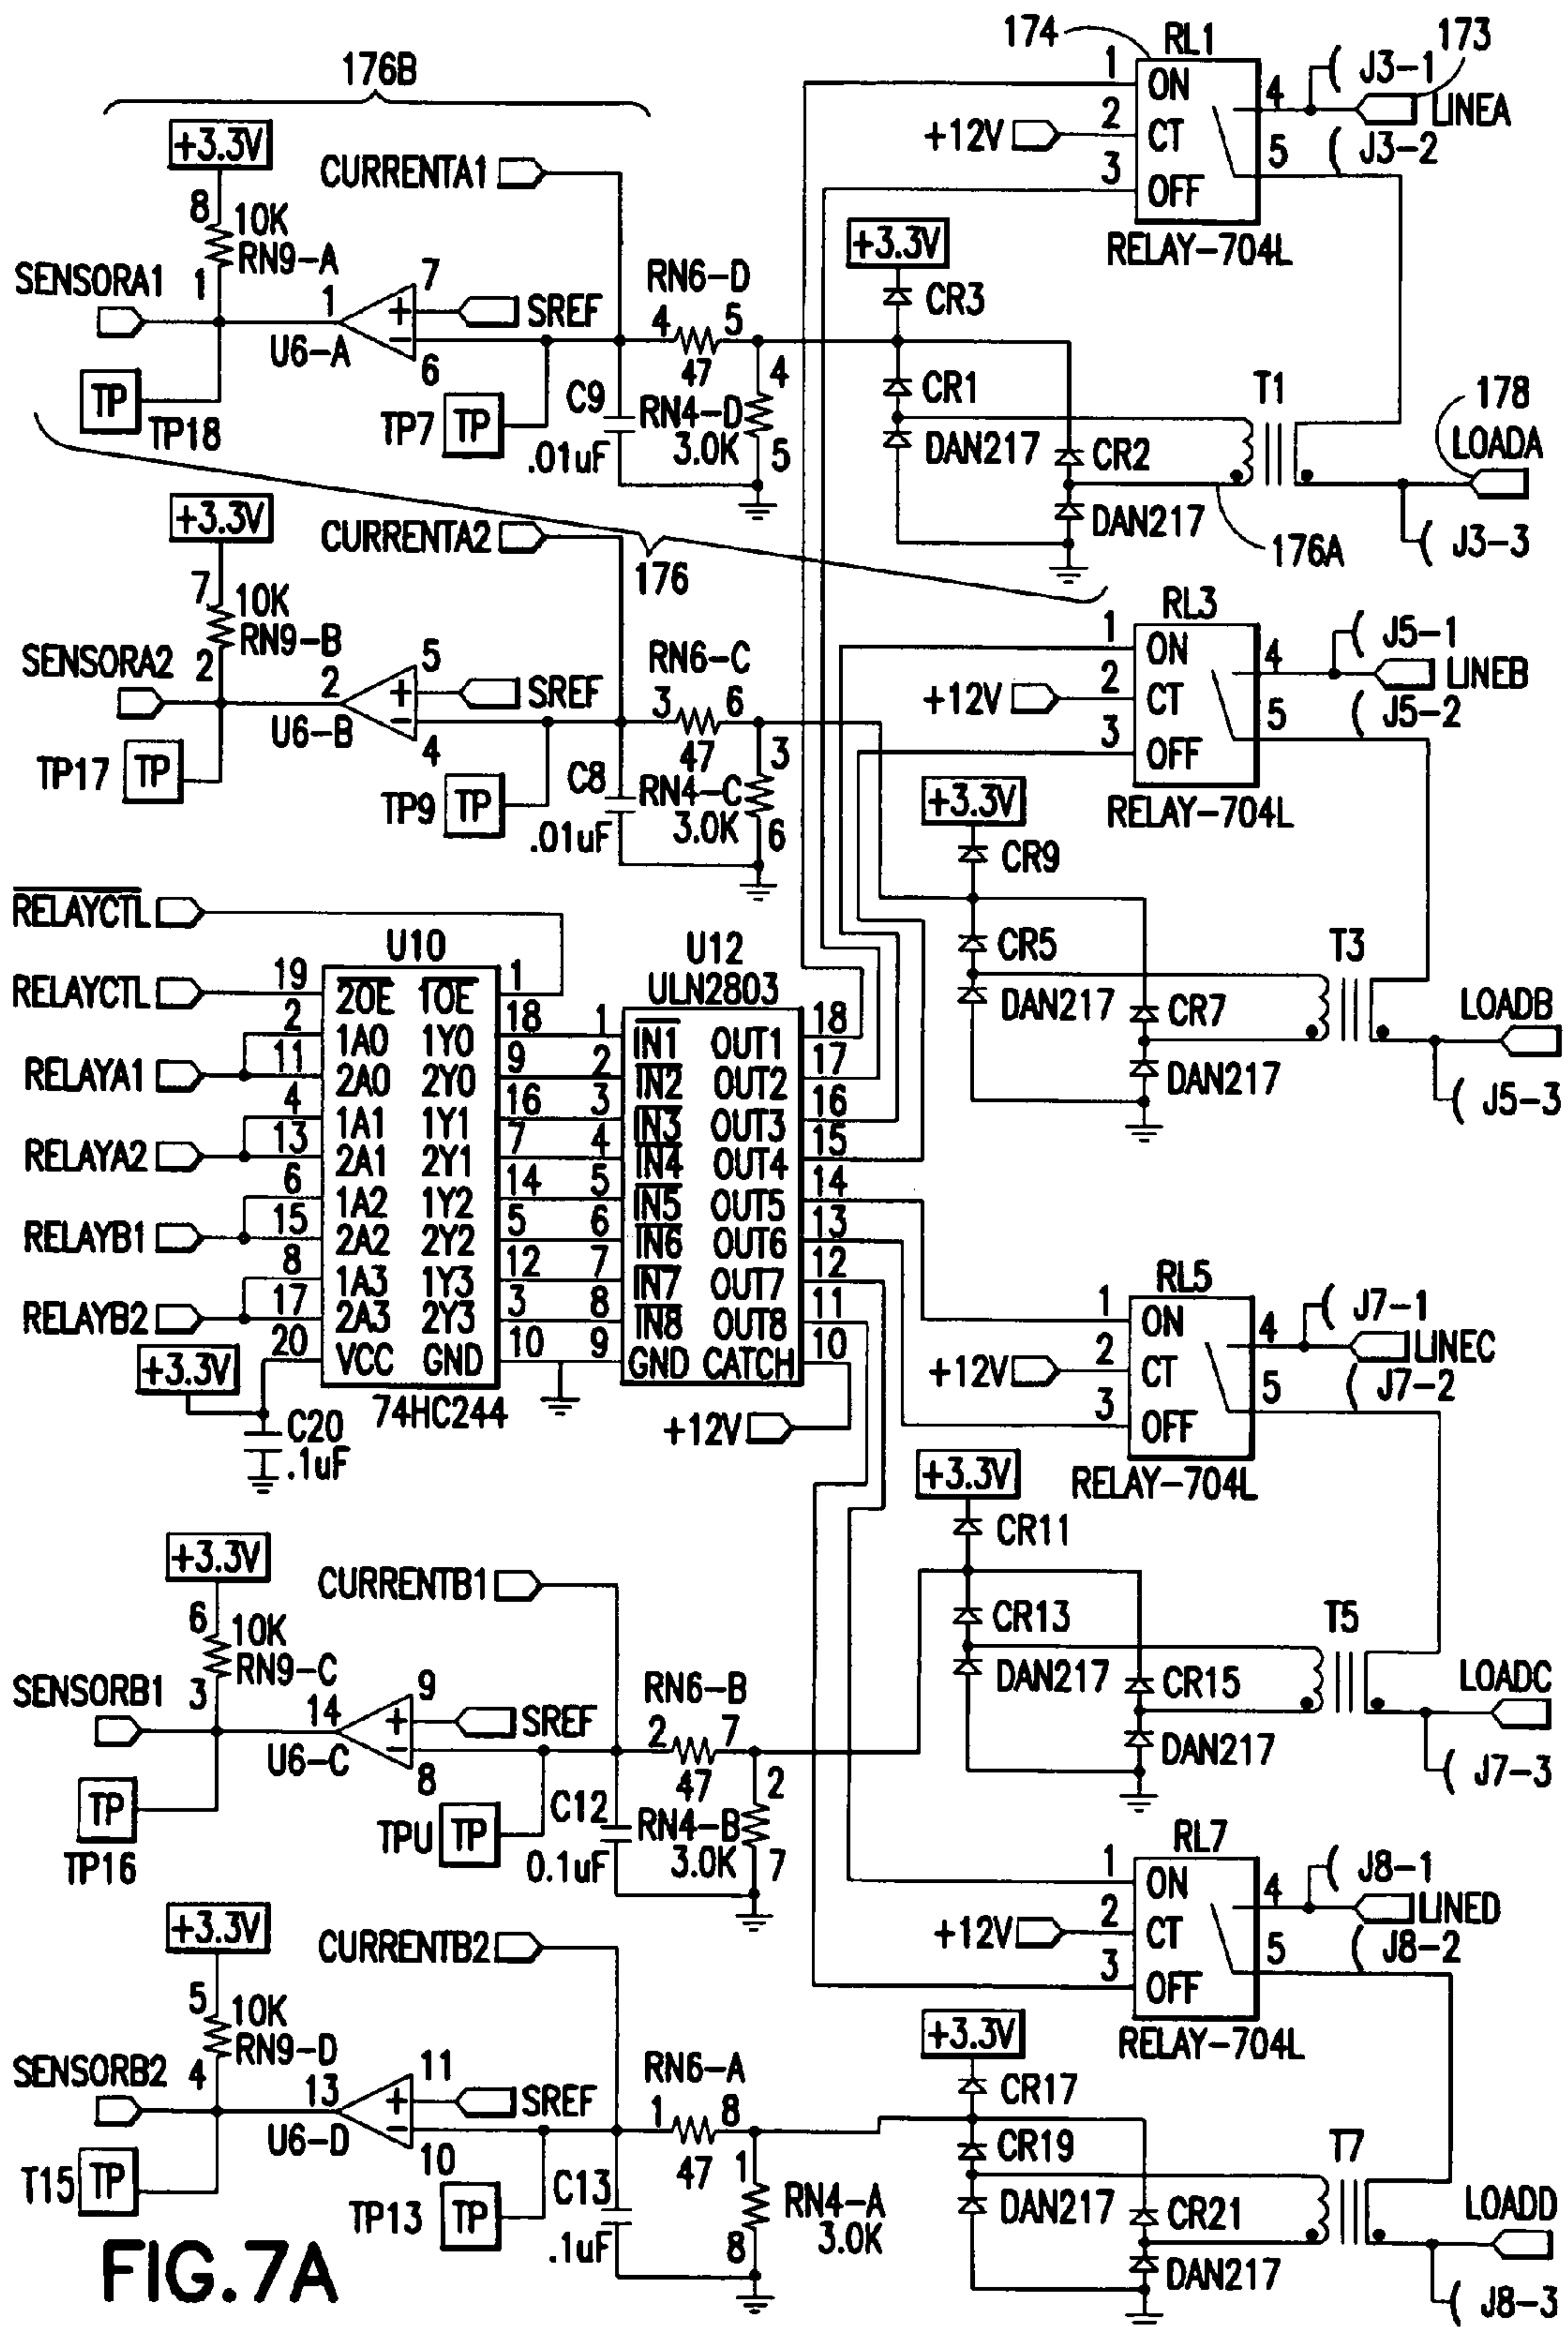 174
RL1
173
176B
1
ON
4
J3-1
LINEA
+3.3V
CURRENTA1
+12V
2
CT
J3-2
8
10K
RN9-A
3
OFF
5
+3.3V
RELAY-704L
SENSORA1
1
1
7
SREF
RN6-D
CR3
U6-A
6
4
5
47
4
T1
178
TP
TP18
TP7
TP
C9
.01uF
RN4-D
3.0K
5
CR1
DAN217
CR2
LOADA
+3.3V
CURRENTA2
DAN217
176A
J3-3
176
7
10K
RN9-B
RL3
1
ON
4
J5-1
LINEB
SENSORA2
2
2
5
SREF
RN6-C
+12V
2
CT
5
J5-2
U6-B
4
3
6
47
3
3
OFF
TP17
TP
TP9
TP
C8
.01uF
RN4-C
3.0K
6
+3.3V
RELAY-704L
CR9
RELAYCTL
U10
U12
ULN2803
CR5
T3
RELAYCTL
19
2OE
1OE
1
DAN217
CR7
LOADB
2
1A0
1Y0
18
1
IN1
OUT1
18
RELAYA1
11
2A0
2Y0
9
2
IN2
OUT2
17
DAN217
J5-3
4
1A1
1Y1
16
3
IN3
OUT3
16
RELAYA2
13
2A1
2Y1
7
4
IN4
OUT4
15
6
1A2
1Y2
14
5
IN5
OUT5
14
RELAYB1
15
2A2
2Y2
5
6
IN6
OUT6
13
8
1A3
1Y3
12
7
IN7
OUT7
12
RELAYB2
17
2A3
2Y3
3
8
IN8
OUT8
11
20
VCC
GND
10
9
GND
CATCH
10
+3.3V
74HC244
+12V
C20
.1uF
RL5
1
ON
4
J7-1
LINEC
+12V
2
CT
5
J7-2
3
OFF
+3.3V
RELAY-704L
+3.3V
CURRENTB1
CR11
6
10K
RN9-C
CR13
T5
SENSORB1
3
14
9
SREF
RN6-B
DAN217
CR15
LOADC
U6-C
8
2
7
47
2
DAN217
J7-3
TP
TP16
TPU
TP
C12
0.1uF
RN4-B
3.0K
7
RL7
1
ON
4
J8-1
LINED
+3.3V
CURRENTB2
+12V
2
CT
5
J8-2
3
OFF
5
10K
RN9-D
+3.3V
RELAY-704L
SENSORB2
4
13
11
SREF
RN6-A
CR17
U6-D
10
1
8
47
1
CR19
T7
T15
TP
TP13
TP
C13
.1uF
RN4-A
3.0K
8
DAN217
CR21
LOADD
DAN217
J8-3
FIG.7A